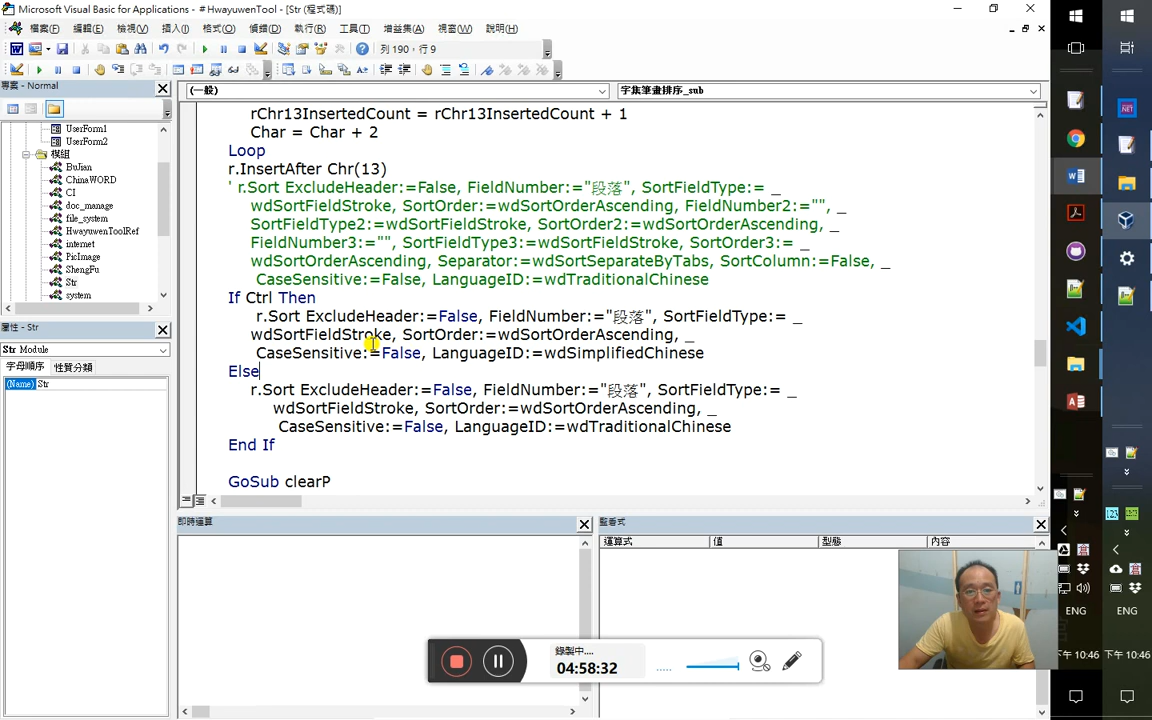 Microsoft Visual Basic for Applications - #HwayuwenTool - [Str (程式碼)]
檔案(F) 編輯(E) 檢視(V) 插入(I) 格式(O) 偵錯(D) 執行(R) 工具(T) 增益集(A) 視窗(W) 說明(H)
列 190，行 9
專案 - Normal
UserForm1
UserForm2
模組
BuJian
ChinaWORD
CI
doc_manage
file_system
HwayuwenToolRef
internet
PicImage
ShengFu
Str
system
屬性 - Str
Str Module
字母順序 性質分類
(Name) Str
(一般)
字集筆畫排序_sub
rChr13InsertedCount = rChr13InsertedCount + 1
Char = Char + 2
Loop
r.InsertAfter Chr(13)
' r.Sort ExcludeHeader:=False, FieldNumber:="段落", SortFieldType:= _
wdSortFieldStroke, SortOrder:=wdSortOrderAscending, FieldNumber2:="", _
SortFieldType2:=wdSortFieldStroke, SortOrder2:=wdSortOrderAscending, _
FieldNumber3:="", SortFieldType3:=wdSortFieldStroke, SortOrder3:= _
wdSortOrderAscending, Separator:=wdSortSeparateByTabs, SortColumn:=False, _
CaseSensitive:=False, LanguageID:=wdTraditionalChinese
If Ctrl Then
r.Sort ExcludeHeader:=False, FieldNumber:="段落", SortFieldType:= _
wdSortFieldStroke, SortOrder:=wdSortOrderAscending, _
CaseSensitive:=False, LanguageID:=wdSimplifiedChinese
Else
r.Sort ExcludeHeader:=False, FieldNumber:="段落", SortFieldType:= _
wdSortFieldStroke, SortOrder:=wdSortOrderAscending, _
CaseSensitive:=False, LanguageID:=wdTraditionalChinese
End If
GoSub clearP
即時運算
監看式
運算式 值 型態 內容
錄製中....
04:58:32
ENG ENG
下午 10:46 下午 10:46